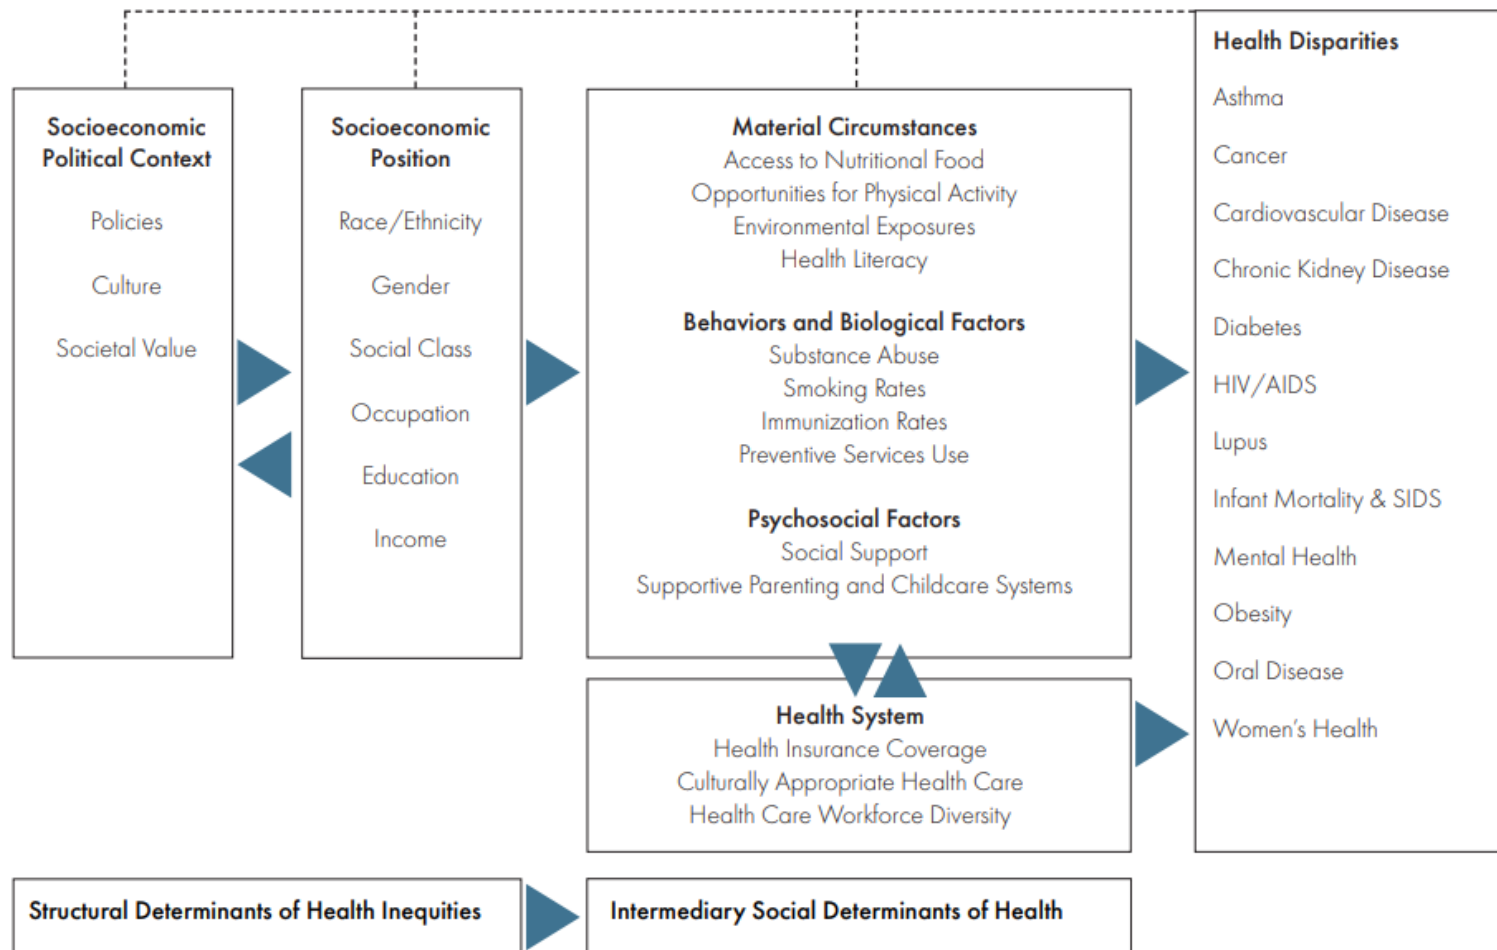 Socioeconomic
Political Context
Policies
Culture
Societal Value
Socioeconomic
Position
Race/Ethnicity
Gender
Social Class
Occupation
Education
Income
Material Circumstances
Access to Nutritional Food
Opportunities for Physical Activity
Environmental Exposures
Health Literacy
Behaviors and Biological Factors
Substance Abuse
Smoking Rates
Immunization Rates
Preventive Services Use
Psychosocial Factors
Social Support
Supportive Parenting and Childcare Systems
Health System
Health Insurance Coverage
Culturally Appropriate Health Care
Health Care Workforce Diversity
Health Disparities
Asthma
Cancer
Cardiovascular Disease
Chronic Kidney Disease
Diabetes
HIV/AIDS
Lupus
Infant Mortality & SIDS
Mental Health
Obesity
Oral Disease
Women's Health
Structural Determinants of Health Inequities
Intermediary Social Determinants of Health